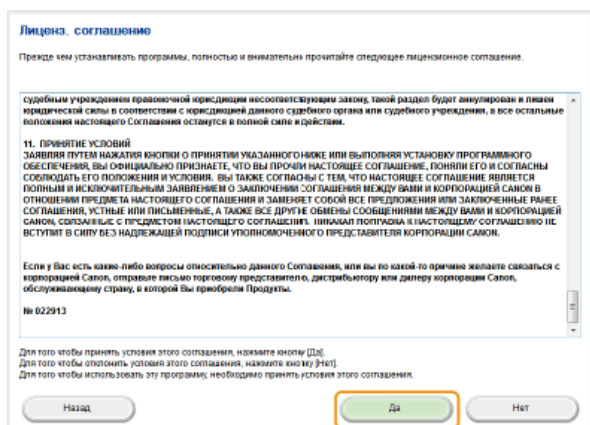 Лиценз. соглашение
Прежде чем устанавливать программы, полностью и внимательно прочитайте следующее лицензионное соглашение.
судебным учреждением правомочной юрисдикции несоответствующим закону, такой раздел будет аннулирован и лишен
юридической силы в соответствии с юрисдикцией данного судебного органа или судебного учреждения, а все остальные
положения настоящего Соглашения останутся в полной силе и действии.
11. ПРИНЯТИЕ УСЛОВИЙ
ЗАЯВЛЯЯ ПУТЕМ НАЖАТИЯ КНОПКИ О ПРИНЯТИИ УКАЗАННОГО НИЖЕ ИЛИ ВЫПОЛНЯЯ УСТАНОВКУ ПРОГРАММНОГО
ОБЕСПЕЧЕНИЯ, ВЫ ОФИЦИАЛЬНО ПРИЗНАЕТЕ, ЧТО ВЫ ПРОЧЛИ НАСТОЯЩЕЕ СОГЛАШЕНИЕ, ПОНЯЛИ ЕГО И СОГЛАСНЫ
СОБЛЮДАТЬ ЕГО ПОЛОЖЕНИЯ И УСЛОВИЯ. ВЫ ТАКЖЕ СОГЛАСНЫ С ТЕМ, ЧТО НАСТОЯЩЕЕ СОГЛАШЕНИЕ ЯВЛЯЕТСЯ
ПОЛНЫМ И ИСКЛЮЧИТЕЛЬНЫМ ЗАЯВЛЕНИЕМ О ЗАКЛЮЧЕНИИ СОГЛАШЕНИЯ МЕЖДУ ВАМИ И КОРПОРАЦИЕЙ CANON В
ОТНОШЕНИИ ПРЕДМЕТА НАСТОЯЩЕГО СОГЛАШЕНИЯ И ЗАМЕНЯЕТ СОБОЙ ВСЕ ПРЕДЛОЖЕНИЯ ИЛИ ЗАКЛЮЧЕННЫЕ РАНЕЕ
СОГЛАШЕНИЯ, УСТНЫЕ ИЛИ ПИСЬМЕННЫЕ, А ТАКЖЕ ВСЕ ДРУГИЕ ОБМЕНЫ СООБЩЕНИЯМИ МЕЖДУ ВАМИ И КОРПОРАЦИЕЙ
CANON, СВЯЗАННЫЕ С ПРЕДМЕТОМ НАСТОЯЩЕГО СОГЛАШЕНИЯ. НИКАКАЯ ПОПРАВКА К НАСТОЯЩЕМУ СОГЛАШЕНИЮ НЕ
ВСТУПИТ В СИЛУ БЕЗ НАДЛЕЖАЩЕЙ ПОДПИСИ УПОЛНОМОЧЕННОГО ПРЕДСТАВИТЕЛЯ КОРПОРАЦИИ CANON.
Если у Вас есть какие-либо вопросы относительно данного Соглашения, или вы по какой-то причине желаете связаться с
корпорацией Canon, отправьте письмо торговому представителю, дистрибьютору или дилеру корпорации Canon,
обслуживающему страну, в которой Вы приобрели Продукты.
№ 022913
Для того чтобы принять условия этого соглашения, нажмите кнопку [Да].
Для того чтобы отклонить условия этого соглашения, нажмите кнопку [Нет].
Для того чтобы использовать эту программу, необходимо принять условия этого соглашения.
Назад Да Нет